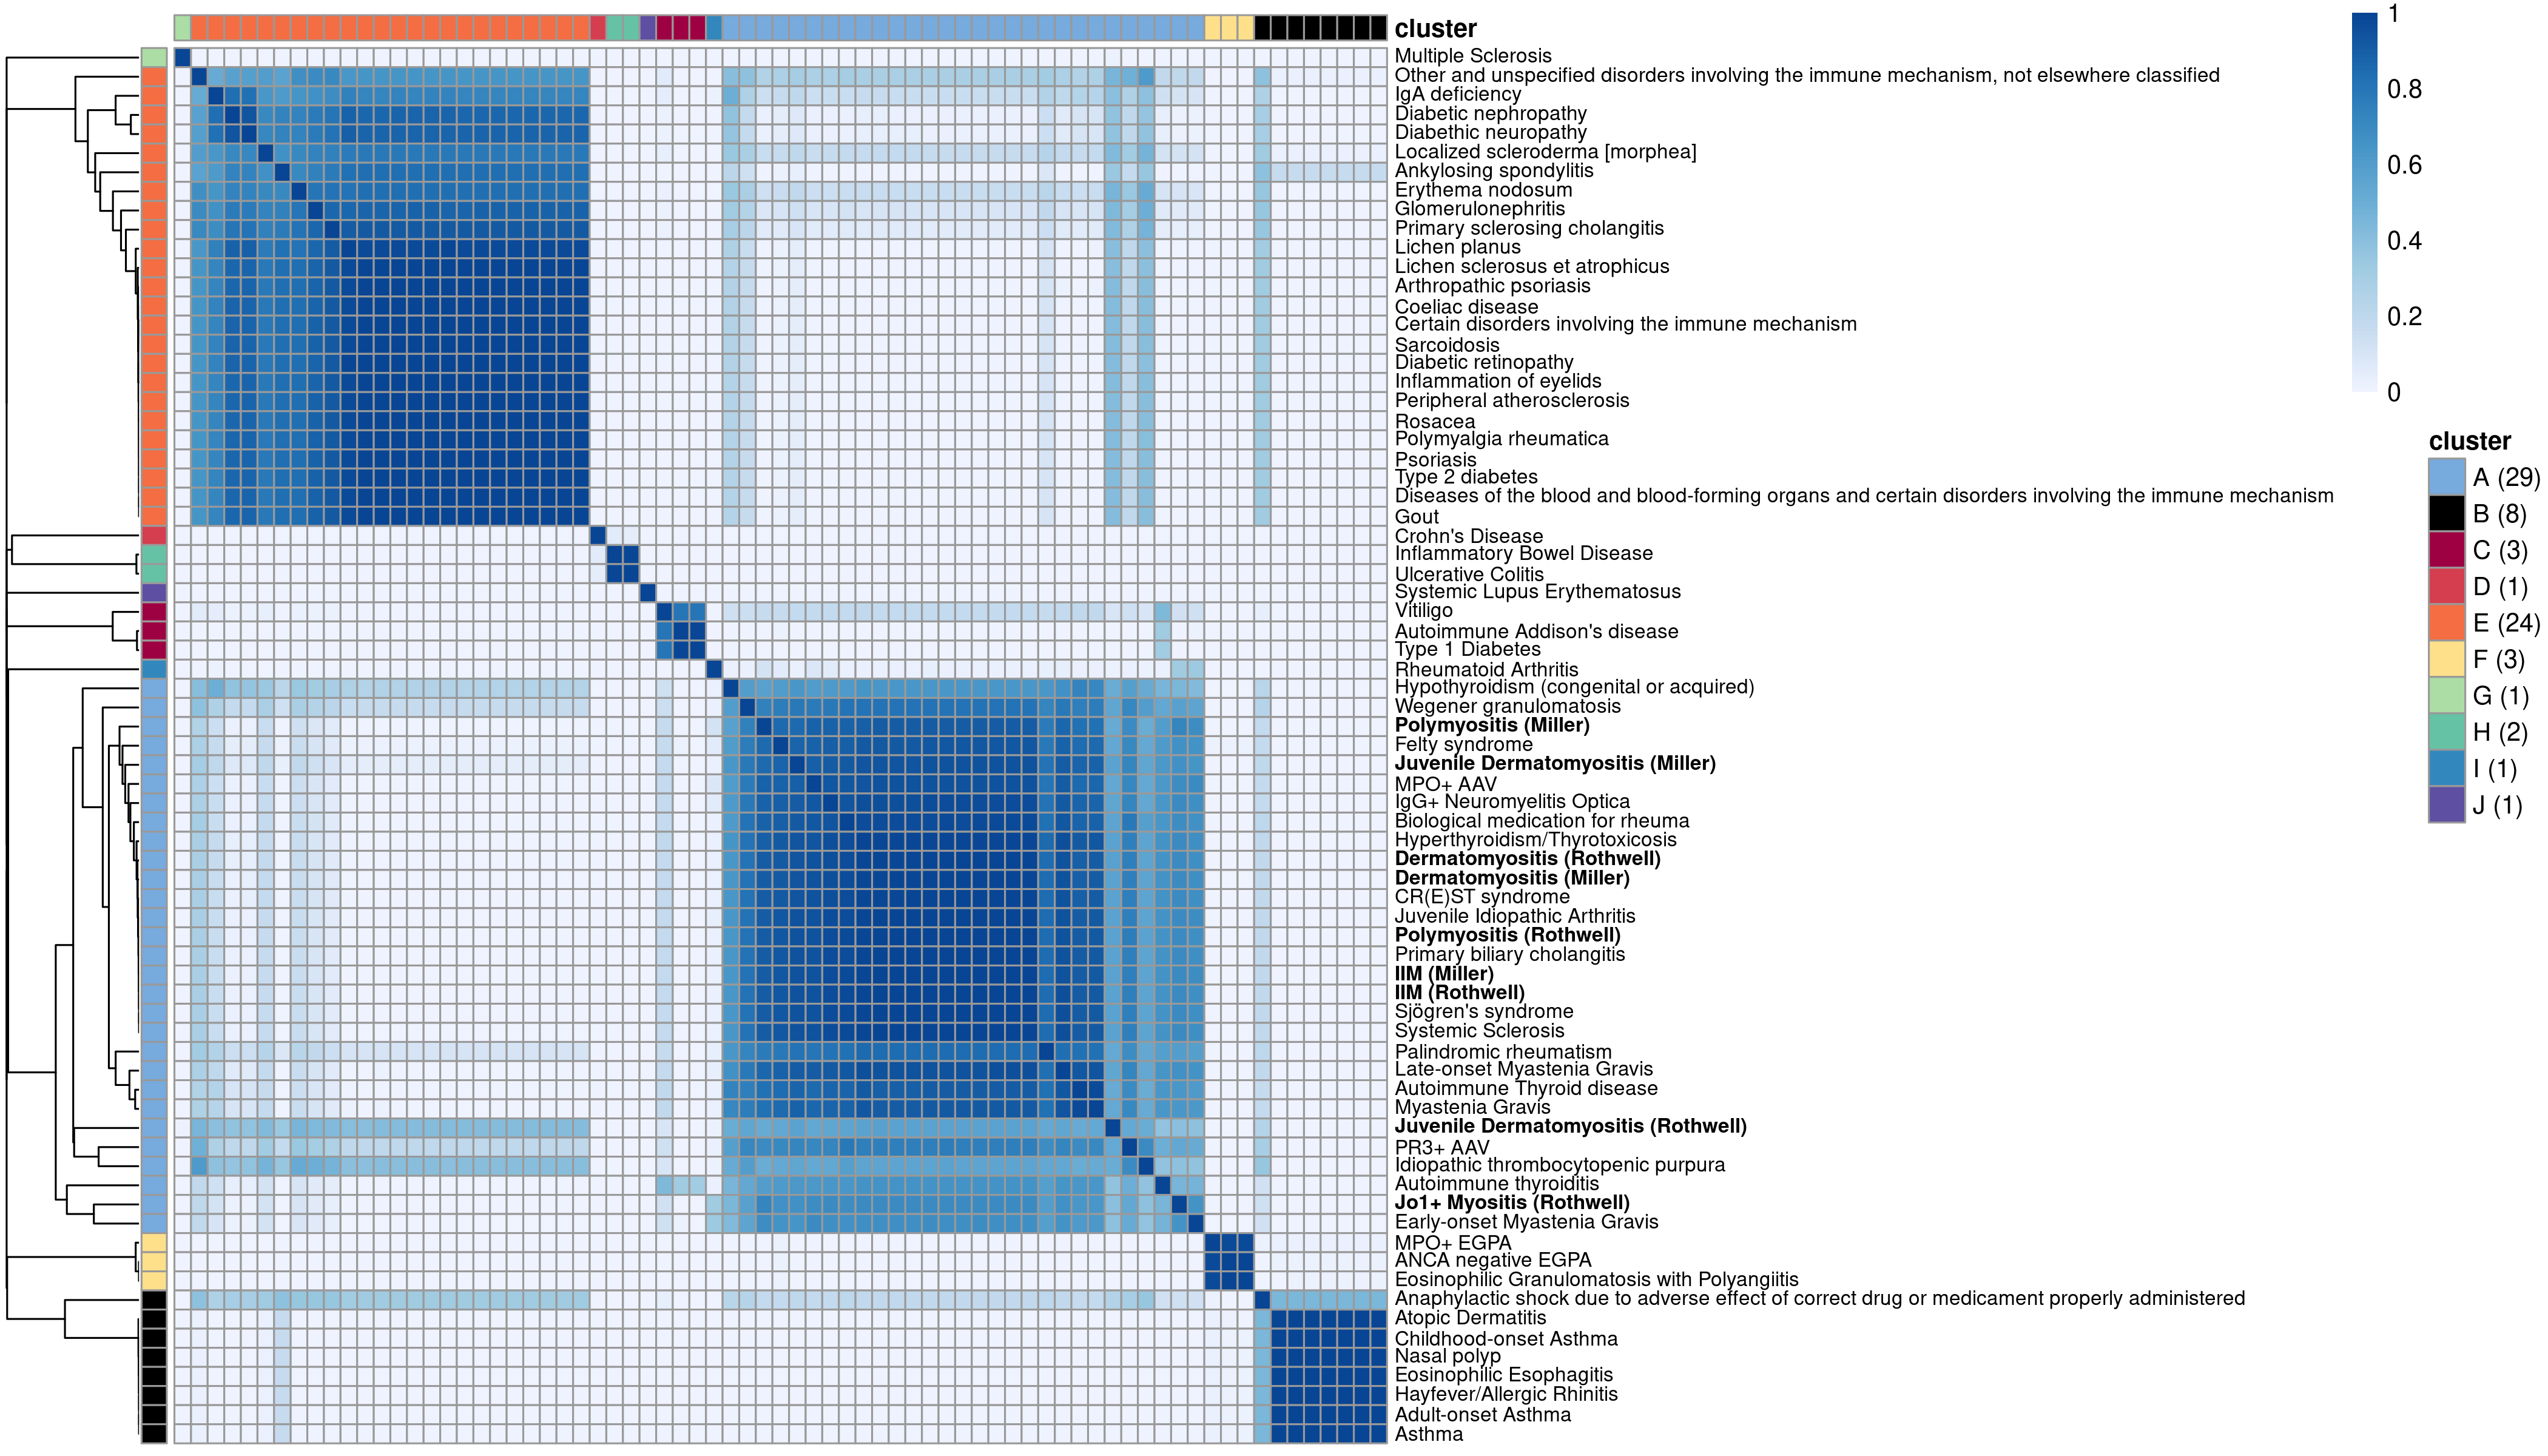 cluster
Multiple Sclerosis
Other and unspecified disorders involving the immune mechanism, not elsewhere classified
IgA deficiency
Diabetic nephropathy
Diabethic neuropathy
Localized scleroderma [morphea]
Ankylosing spondylitis
Erythema nodosum
Glomerulonephritis
Primary sclerosing cholangitis
Lichen planus
Lichen sclerosus et atrophicus
Arthropathic psoriasis
Coeliac disease
Certain disorders involving the immune mechanism
Sarcoidosis
Diabetic retinopathy
Inflammation of eyelids
Peripheral atherosclerosis
Rosacea
Polymyalgia rheumatica
Psoriasis
Type 2 diabetes
Diseases of the blood and blood-forming organs and certain disorders involving the immune mechanism
Gout
Crohn's Disease
Inflammatory Bowel Disease
Ulcerative Colitis
Systemic Lupus Erythematosus
Vitiligo
Autoimmune Addison's disease
Type 1 Diabetes
Rheumatoid Arthritis
Hypothyroidism (congenital or acquired)
Wegener granulomatosis
Polymyositis (Miller)
Felty syndrome
Juvenile Dermatomyositis (Miller)
MPO+ AAV
IgG+ Neuromyelitis Optica
Biological medication for rheuma
Hyperthyroidism/Thyrotoxicosis
Dermatomyositis (Rothwell)
Dermatomyositis (Miller)
CR(E)ST syndrome
Juvenile Idiopathic Arthritis
Polymyositis (Rothwell)
Primary biliary cholangitis
IIM (Miller)
IIM (Rothwell)
Sjögren's syndrome
Systemic Sclerosis
Palindromic rheumatism
Late-onset Myastenia Gravis
Autoimmune Thyroid disease
Myastenia Gravis
Juvenile Dermatomyositis (Rothwell)
PR3+ AAV
Idiopathic thrombocytopenic purpura
Autoimmune thyroiditis
Jo1+ Myositis (Rothwell)
Early-onset Myastenia Gravis
MPO+ EGPA
ANCA negative EGPA
Eosinophilic Granulomatosis with Polyangiitis
Anaphylactic shock due to adverse effect of correct drug or medicament properly administered
Atopic Dermatitis
Childhood-onset Asthma
Nasal polyp
Eosinophilic Esophagitis
Hayfever/Allergic Rhinitis
Adult-onset Asthma
Asthma
1
0.8
0.6
0.4
0.2
0
cluster
A (29)
B (8)
C (3)
D (1)
E (24)
F (3)
G (1)
H (2)
I (1)
J (1)